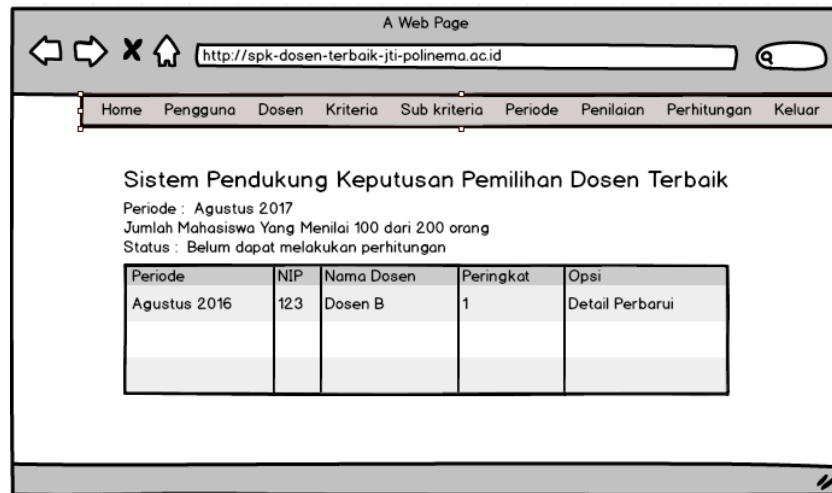 A Web Page
http://spk-dosen-terbaik-jti-polinema.ac.id
Home Pengguna Dosen Kriteria Sub kriteria Periode Penilaian Perhitungan Keluar
Sistem Pendukung Keputusan Pemilihan Dosen Terbaik
Periode : Agustus 2017
Jumlah Mahasiswa Yang Menilai 100 dari 200 orang
Status : Belum dapat melakukan perhitungan
Periode NIP Nama Dosen Peringkat Opsi
Agustus 2016 123 Dosen B 1 Detail Perbarui